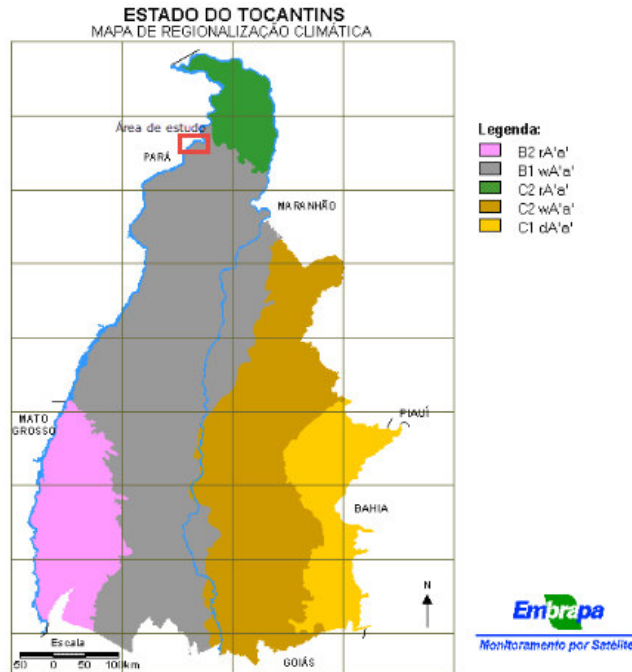 ESTADO DO TOCANTINS
MAPA DE REGIONALIZAÇÃO CLIMÁTICA
Área de estudo
PARÁ
MARANHÃO
Legenda:
B2 rA'a'
B1 wA'a'
C2 rA'a'
C2 wA'a'
C1 dA'a'
MATO
GROSSO
PIAUÍ
BAHIA
N
Escala
50 0 50 100km
GOIÁS
Embrapa
Monitoramento por Satélite